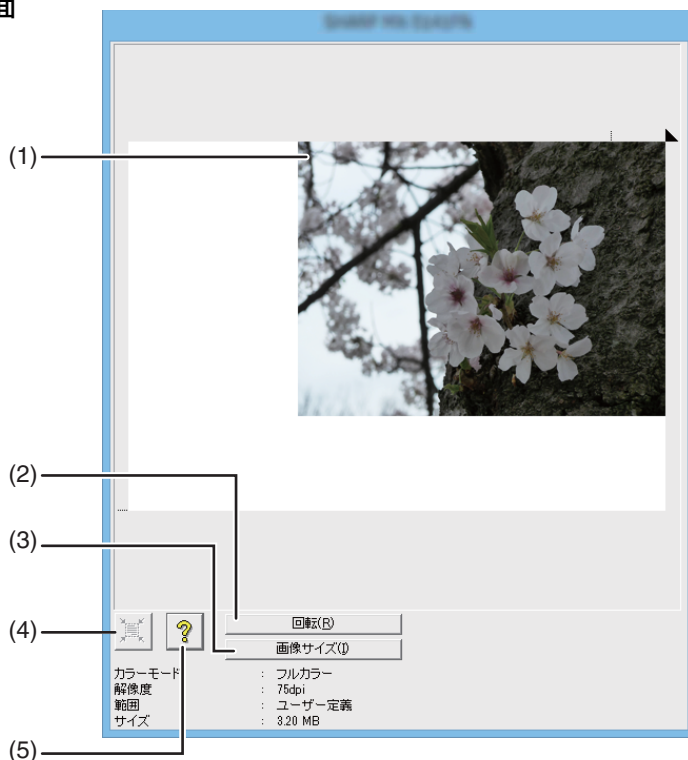 面
(1)
(2)
(3)
回転(R)
(4)
画像サイズ(I)
カラーモード : フルカラー
解像度 : 75dpi
範囲 : ユーザー定義
サイズ : 3.20 MB
(5)